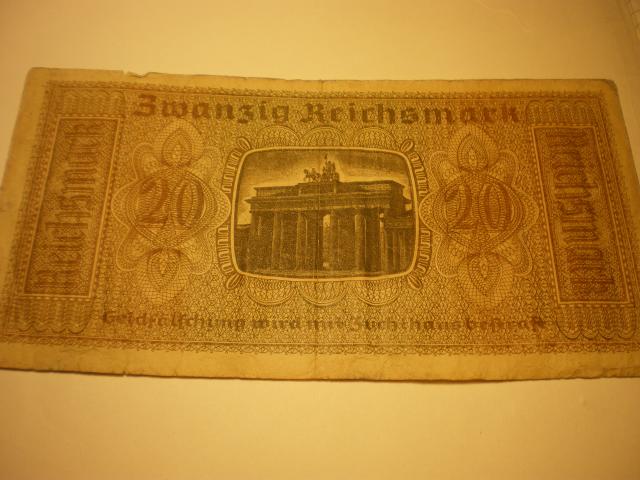 Zwanzig Reichsmark
Reichsmark
20
20
Reichsmark
Geldfälschung wird mit Zuchthaus bestraft